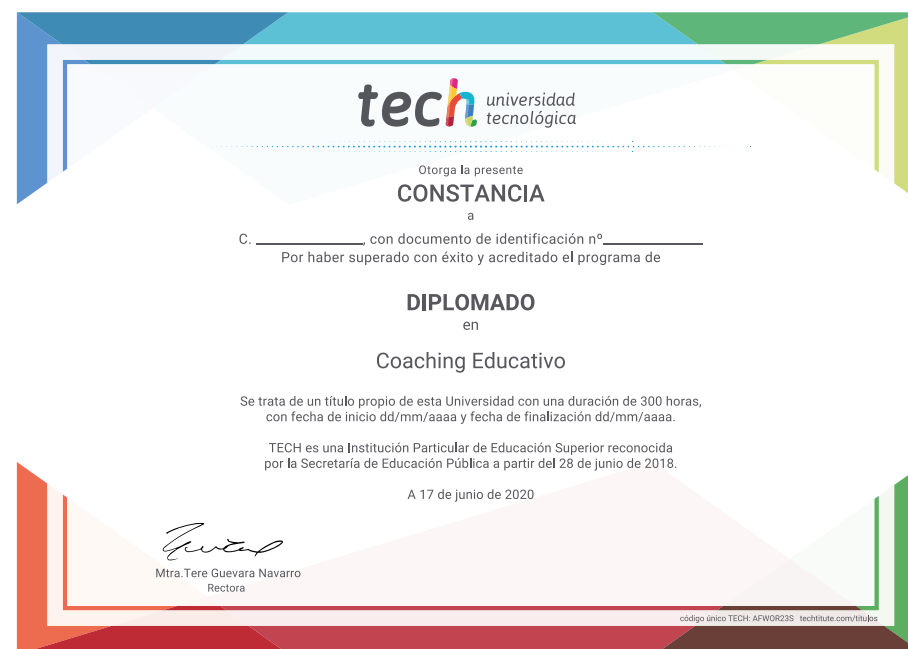 tech universidad
tecnológica
Otorga la presente
CONSTANCIA
a
C. ______________, con documento de identificación nº_____________
Por haber superado con éxito y acreditado el programa de
DIPLOMADO
en
Coaching Educativo
Se trata de un título propio de esta Universidad con una duración de 300 horas,
con fecha de inicio dd/mm/aaaa y fecha de finalización dd/mm/aaaa.
TECH es una Institución Particular de Educación Superior reconocida
por la Secretaría de Educación Pública a partir del 28 de junio de 2018.
A 17 de junio de 2020
Mtra.Tere Guevara Navarro
Rectora
código único TECH: AFWOR23S techtitute.com/titulos